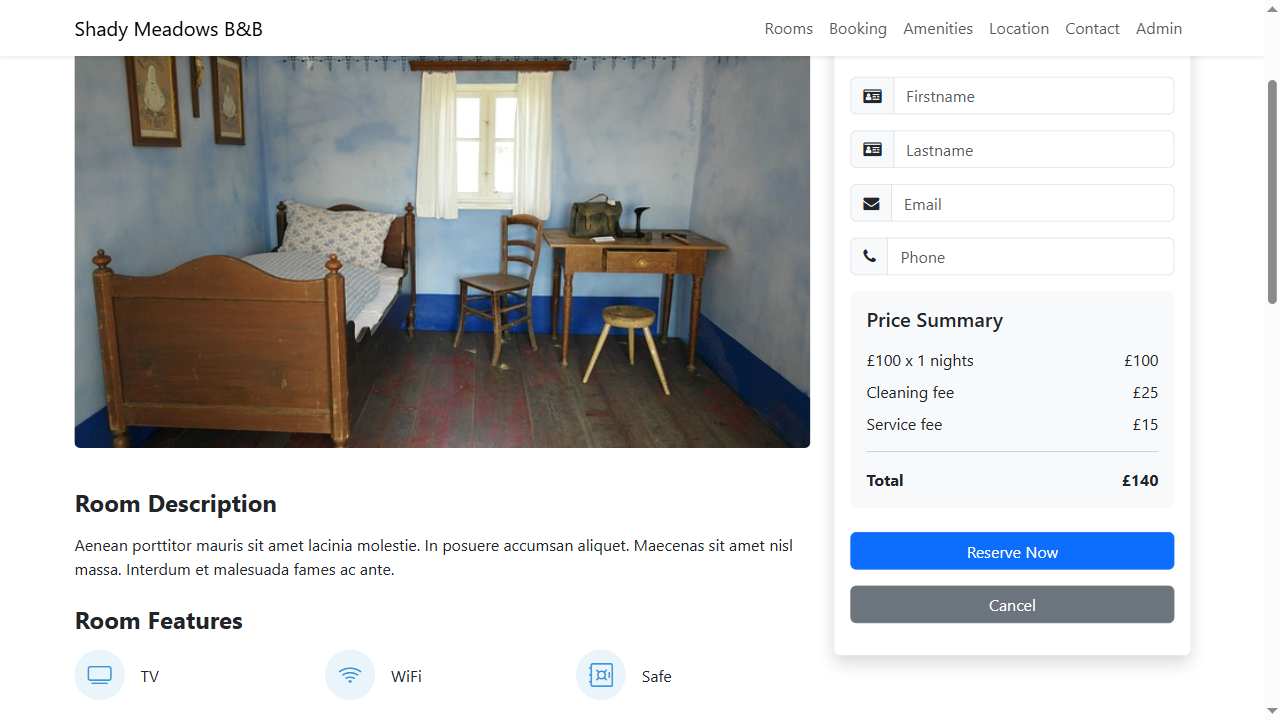 Shady Meadows B&B
Rooms Booking Amenities Location Contact Admin
Firstname
Lastname
Email
Phone
Price Summary
£100 x 1 nights £100
Cleaning fee £25
Service fee £15
Total £140
Reserve Now
Cancel
Room Description
Aenean porttitor mauris sit amet lacinia molestie. In posuere accumsan aliquet. Maecenas sit amet nisl
massa. Interdum et malesuada fames ac ante.
Room Features
TV WiFi Safe